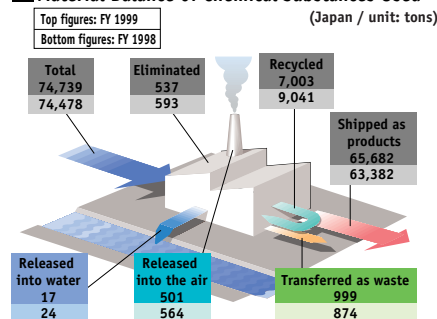 Material Balance of Chemical Substances Used
Top figures: FY 1999
Bottom figures: FY 1998
(Japan / unit: tons)
Total
74,739
74,478
Eliminated
537
593
Recycled
7,003
9,041
Shipped as
products
65,682
63,382
Released
into water
17
24
Released
into the air
501
564
Transferred as waste
999
874